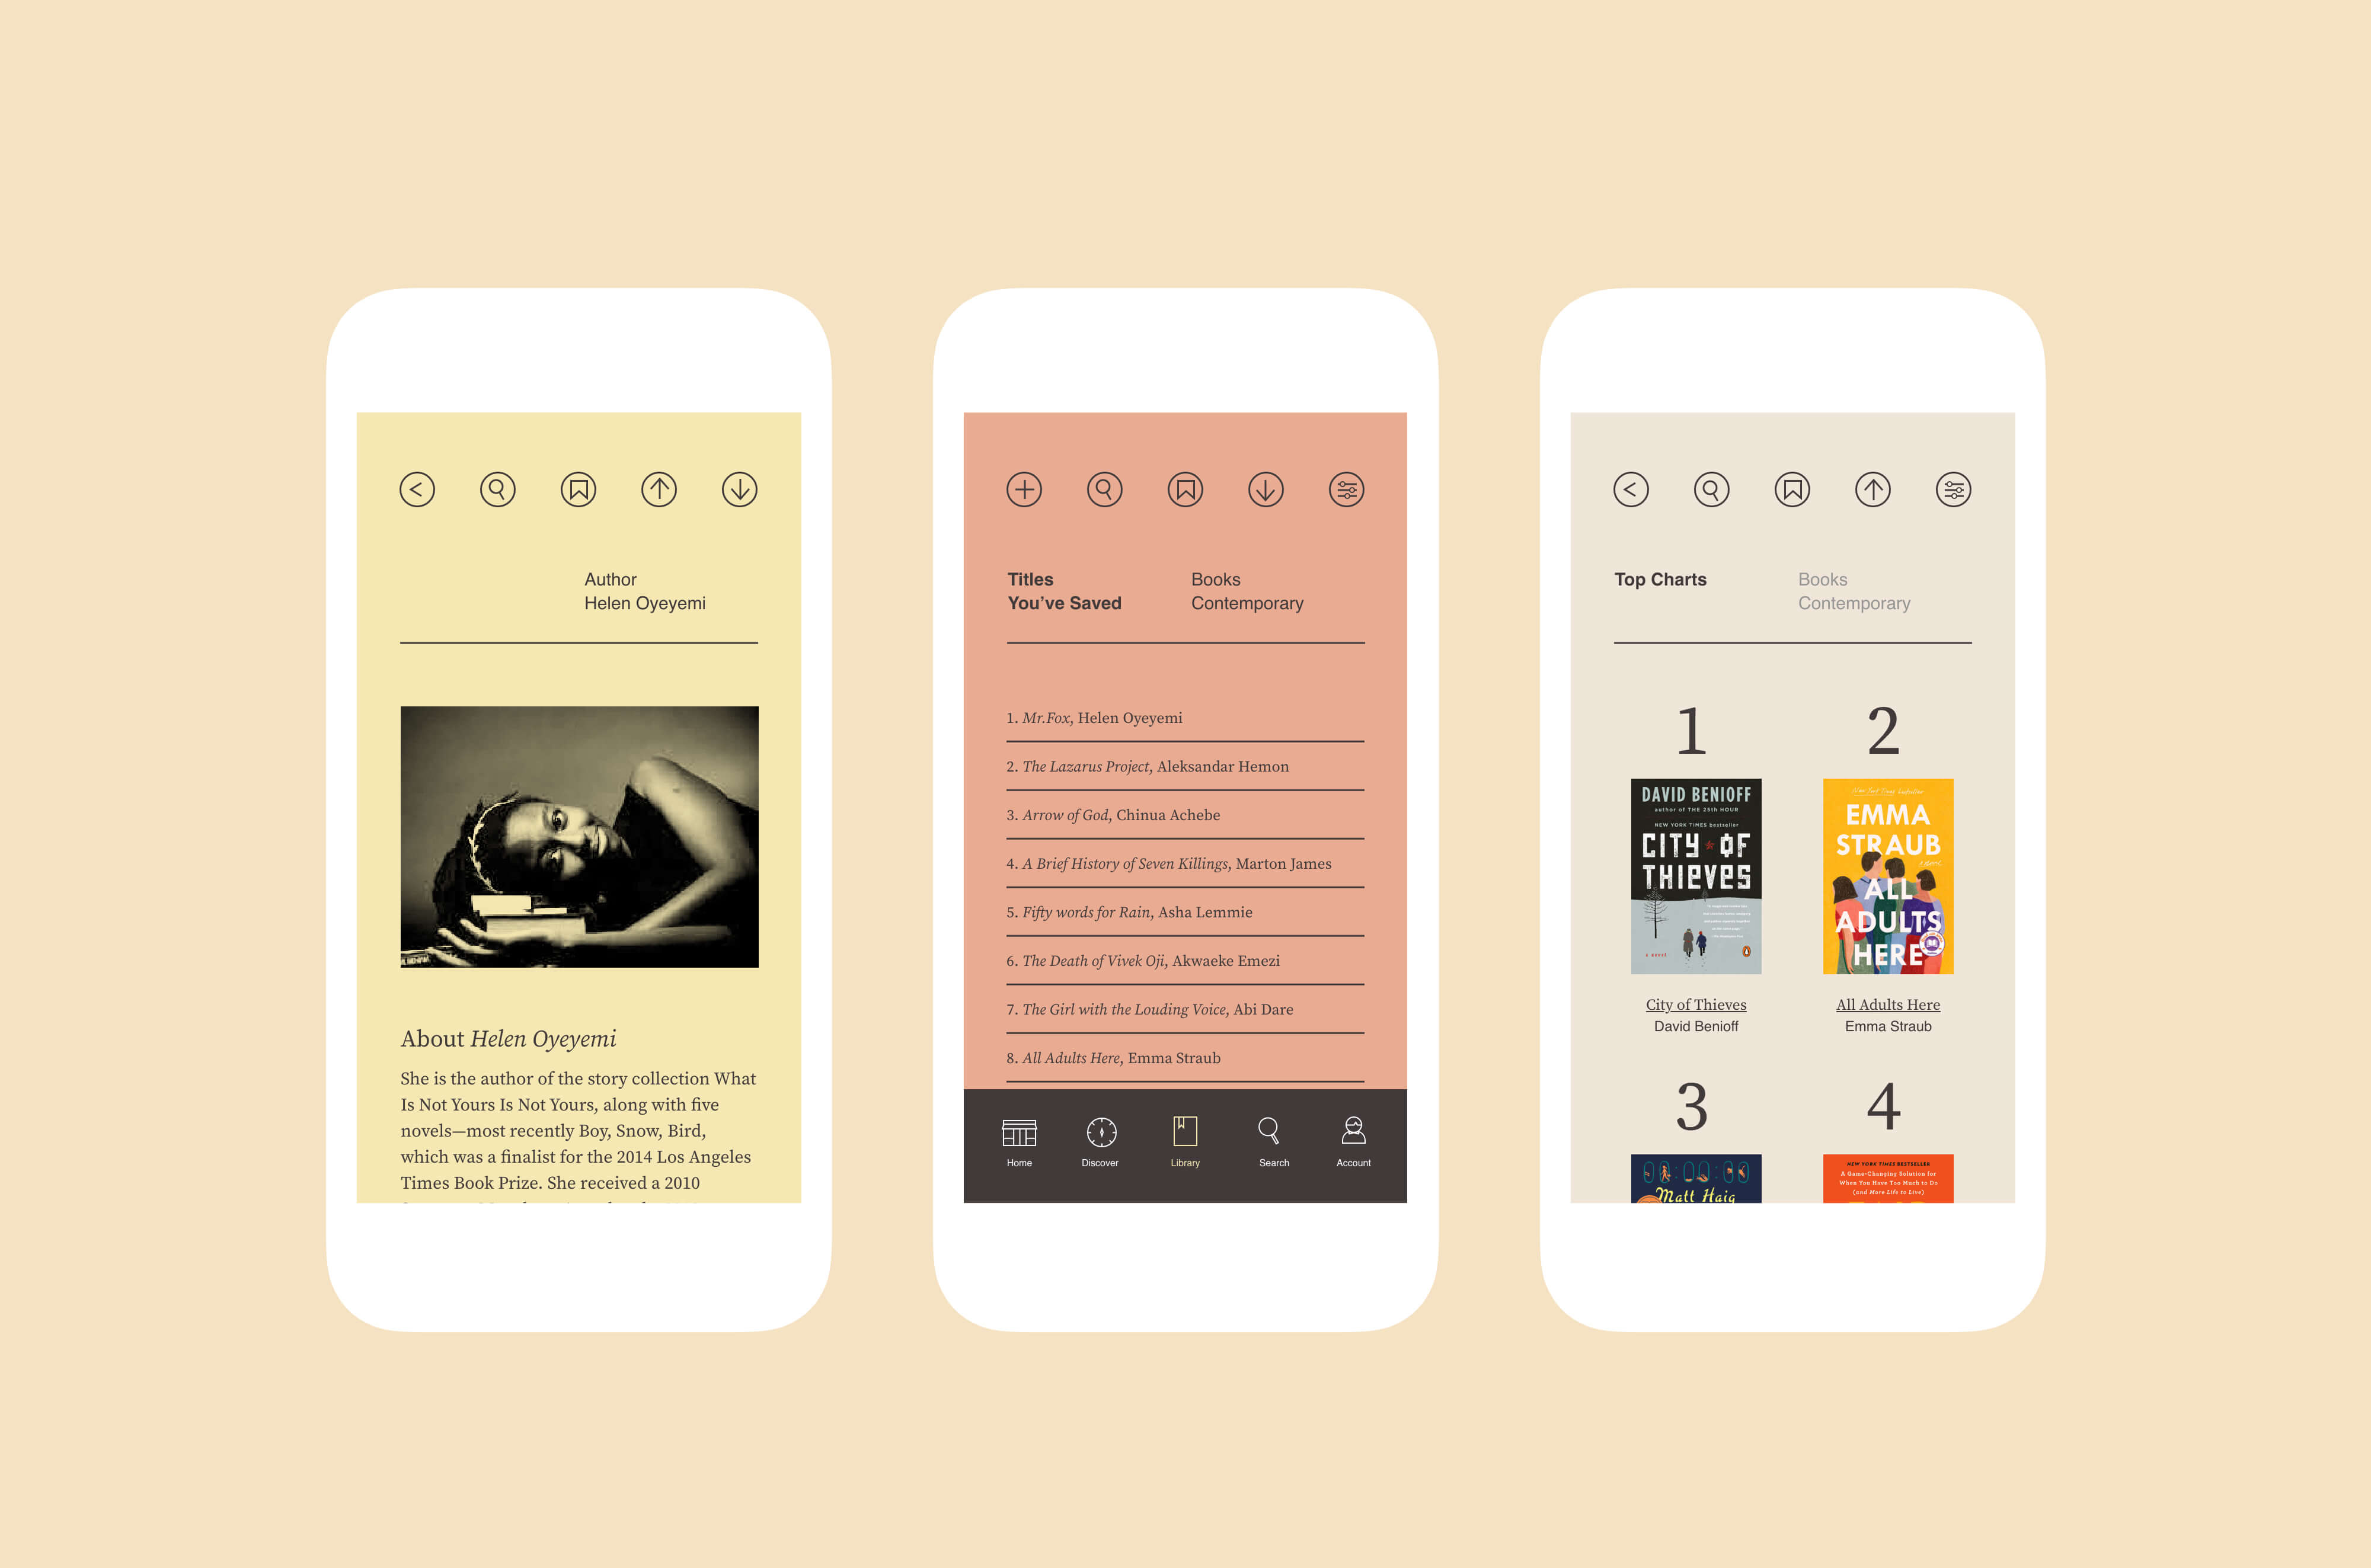 Author
Helen Oyeyemi
About Helen Oyeyemi
She is the author of the story collection What
Is Not Yours Is Not Yours, along with five
novels—most recently Boy, Snow, Bird,
which was a finalist for the 2014 Los Angeles
Times Book Prize. She received a 2010
Titles
You’ve Saved
Books
Contemporary
1. Mr.Fox, Helen Oyeyemi
2. The Lazarus Project, Aleksandar Hemon
3. Arrow of God, Chinua Achebe
4. A Brief History of Seven Killings, Marton James
5. Fifty words for Rain, Asha Lemmie
6. The Death of Vivek Oji, Akwaeke Emezi
7. The Girl with the Louding Voice, Abi Dare
8. All Adults Here, Emma Straub
Home
Discover
Library
Search
Account
Top Charts
Books
Contemporary
1
DAVID BENIOFF
author of THE 25th HOUR
NEW YORK TIMES bestseller
CITY OF
THIEVES
a novel
City of Thieves
David Benioff
2
New York Times bestseller
EMMA
STRAUB
a novel
ALL
ADULTS
HERE
All Adults Here
Emma Straub
3
Matt Haig
4
NEW YORK TIMES BESTSELLER
A Game-Changing Solution for
When You Have Too Much to Do
(and More Life to Live)